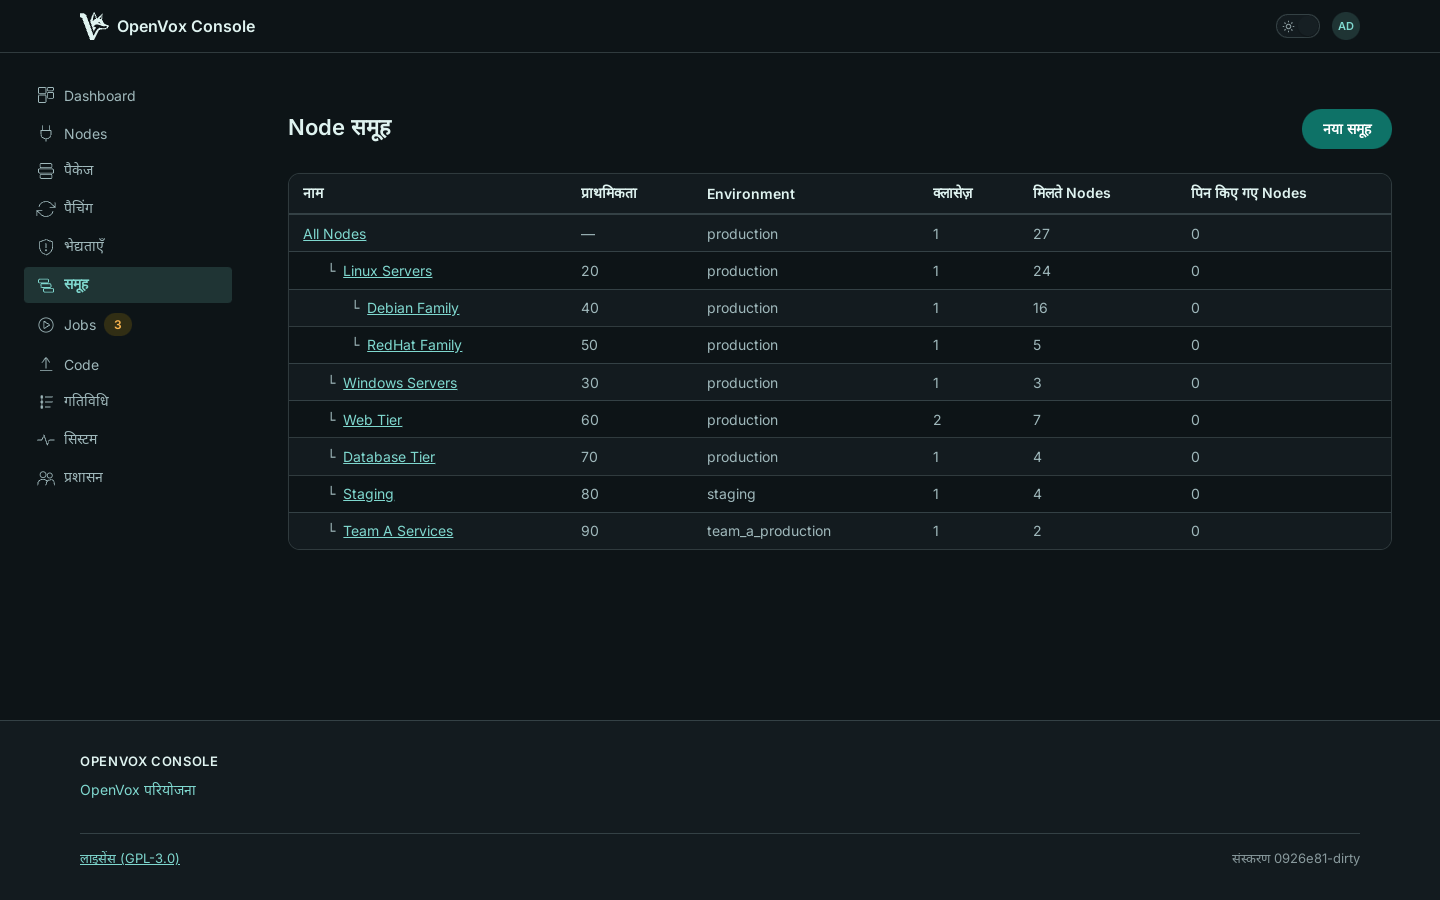 OpenVox Console
AD
Dashboard
Nodes
पैकेज
पैचिंग
भेद्यताएँ
समूह
Jobs 3
Code
गतिविधि
सिस्टम
प्रशासन
Node समूह
नया समूह
नाम प्राथमिकता Environment क्लासेज़ मिलते Nodes पिन किए गए Nodes
All Nodes — production 1 27 0
└ Linux Servers 20 production 1 24 0
└ Debian Family 40 production 1 16 0
└ RedHat Family 50 production 1 5 0
└ Windows Servers 30 production 1 3 0
└ Web Tier 60 production 2 7 0
└ Database Tier 70 production 1 4 0
└ Staging 80 staging 1 4 0
└ Team A Services 90 team_a_production 1 2 0
OPENVOX CONSOLE
OpenVox परियोजना
लाइसेंस (GPL-3.0)
संस्करण 0926e81-dirty